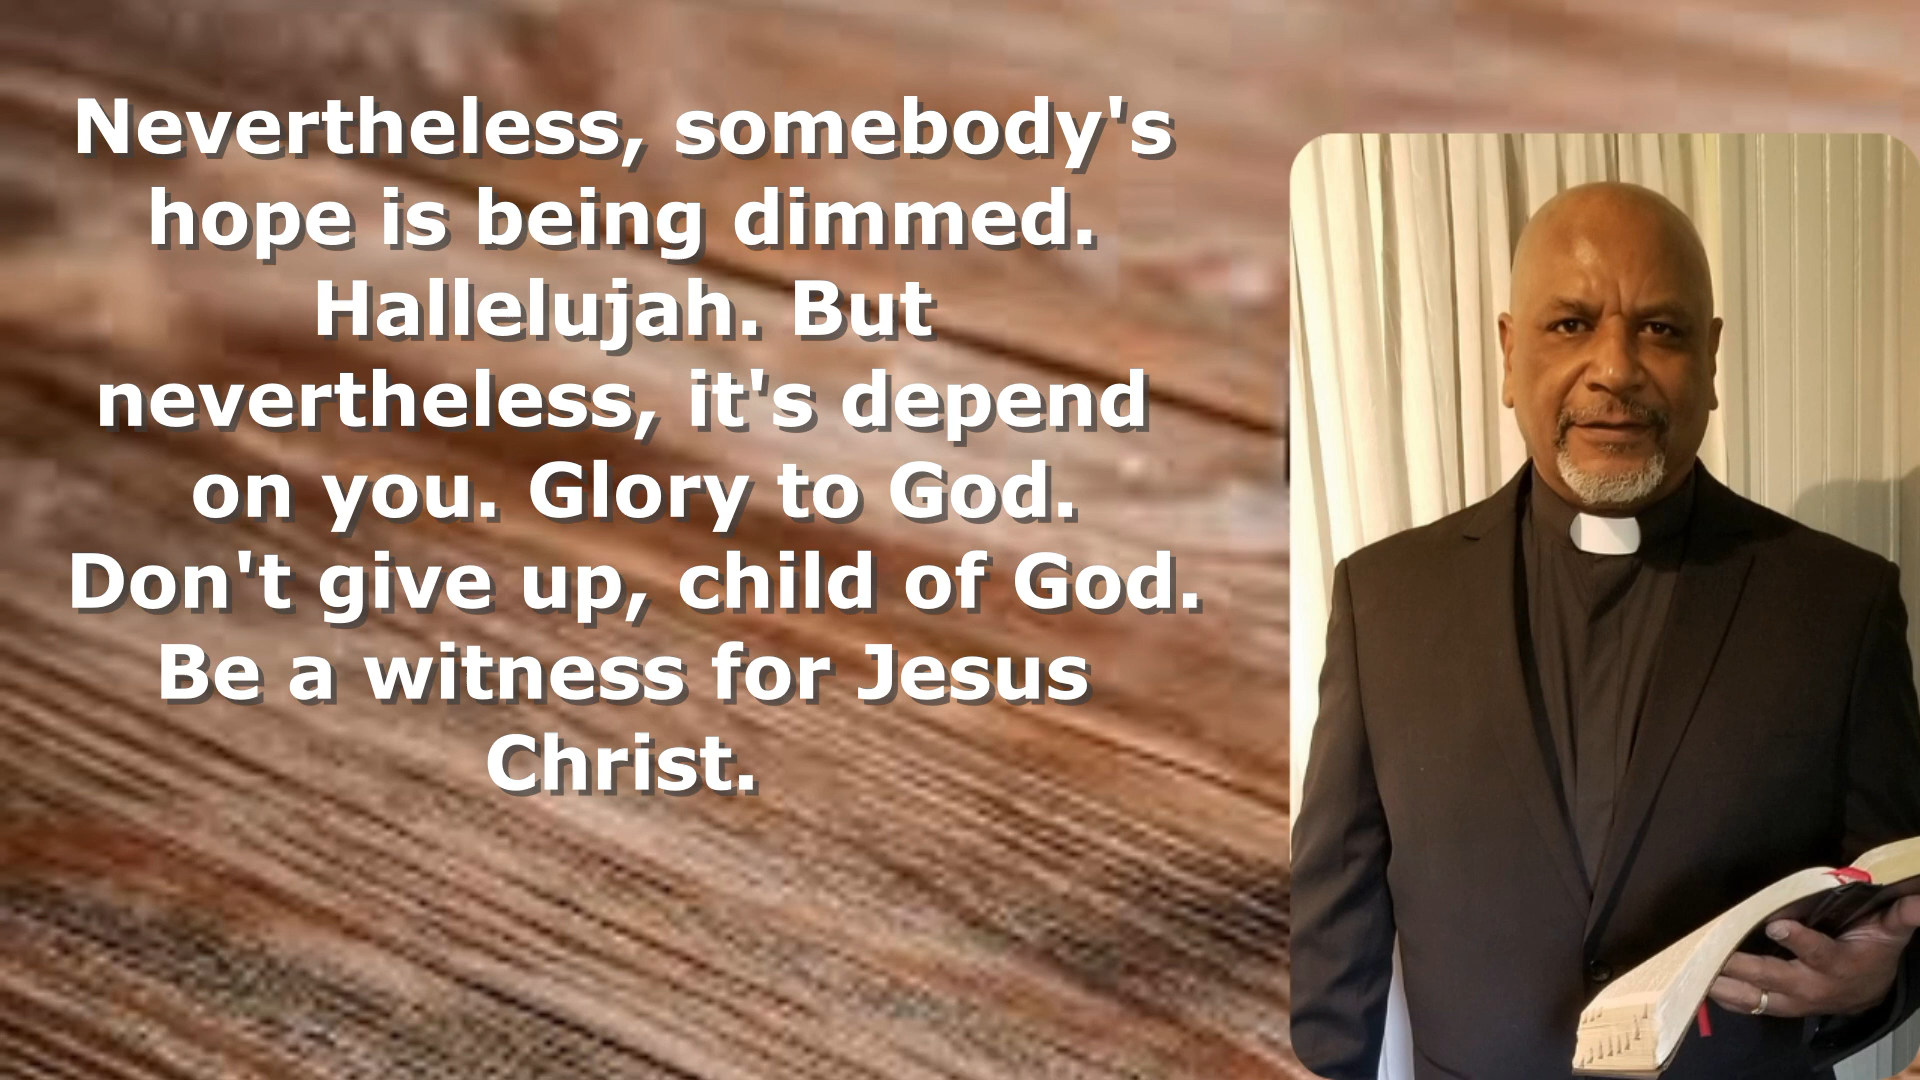 Nevertheless, somebody's
hope is being dimmed.
Hallelujah. But
nevertheless, it's depend
on you. Glory to God.
Don't give up, child of God.
Be a witness for Jesus
Christ.